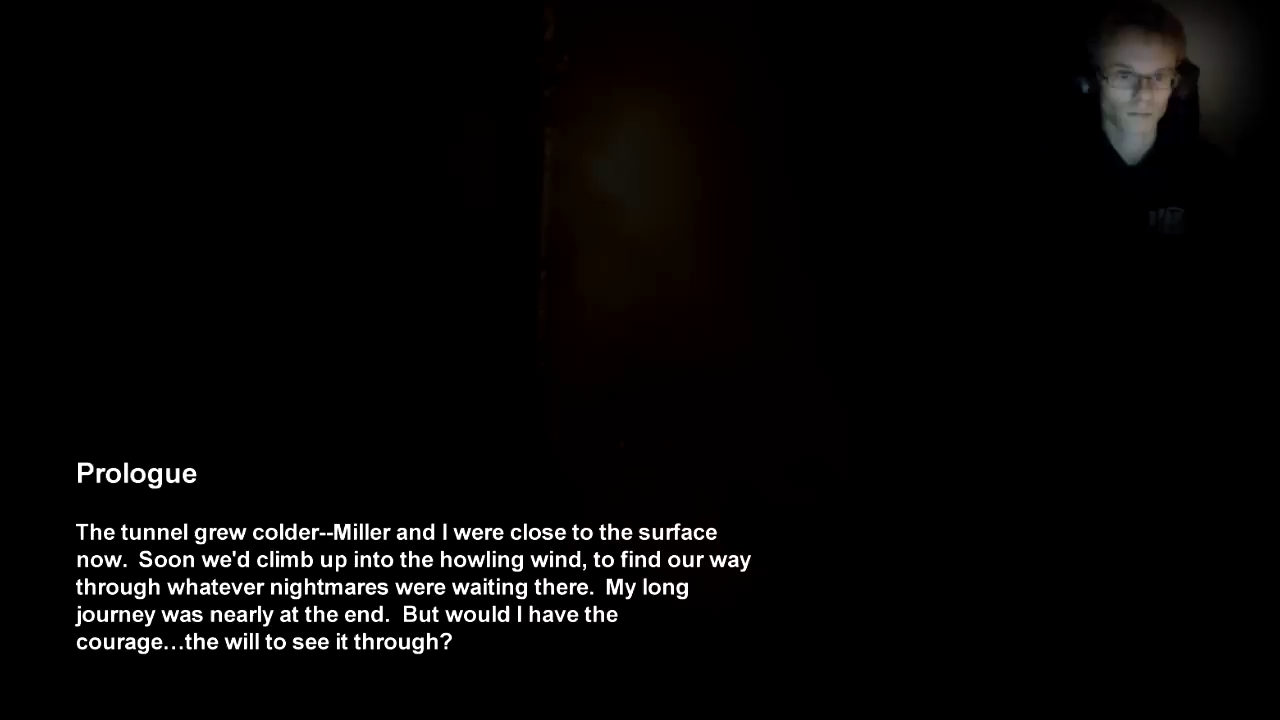 Prologue
The tunnel grew colder--Miller and I were close to the surface
now.  Soon we'd climb up into the howling wind, to find our way
through whatever nightmares were waiting there.  My long
journey was nearly at the end.  But would I have the
courage…the will to see it through?